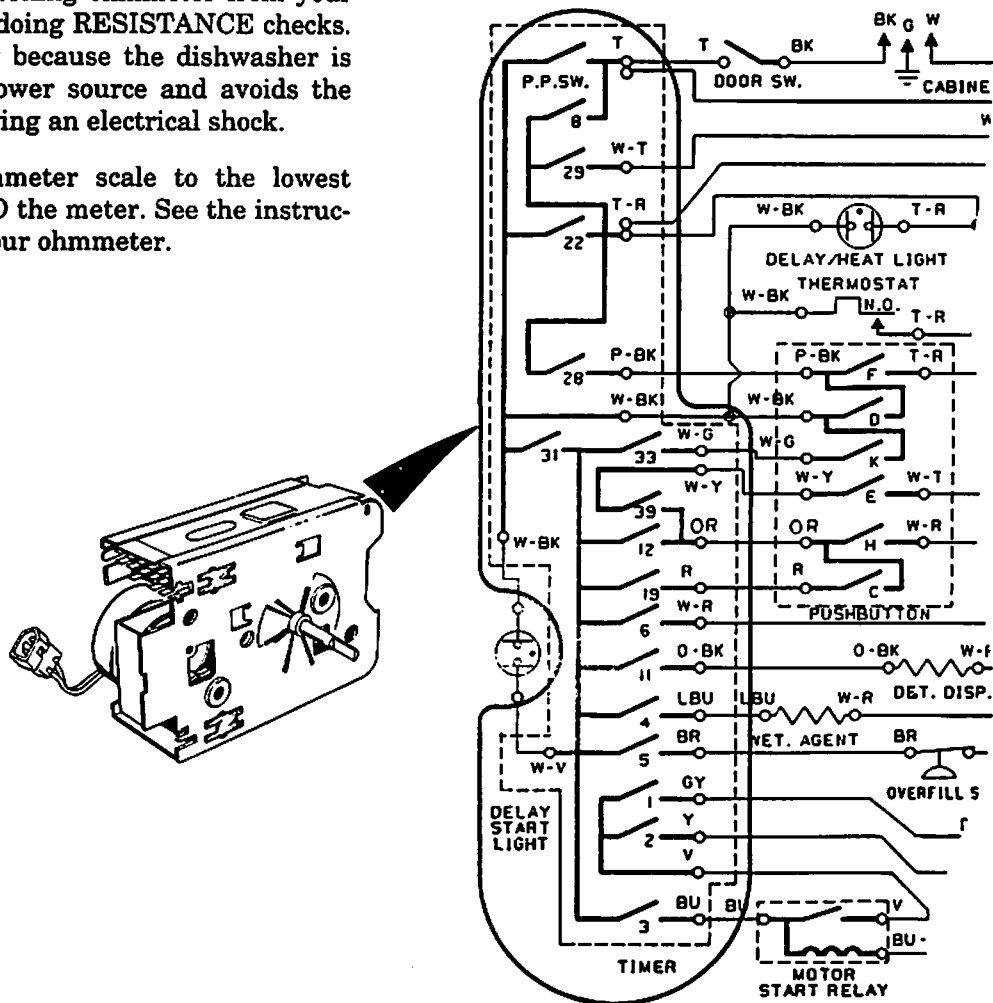 doing RESISTANCE checks.
because the dishwasher is
ower source and avoids the
ing an electrical shock.
meter scale to the lowest
the meter. See the instruc-
our ohmmeter.
BK G W
P.P.SW. T T DOOR SW. BK
CABINE
8
29 W-T
T-R
22
W-BK T-R
DELAY/HEAT LIGHT
THERMOSTAT
W-BK N.O. T-R
28 P-BK P-BK F T-R
W-BK W-BK D
31 33 W-G W-G K
W-Y W-Y E W-T
39
W-BK 12 OR OR H W-R
19 R R C
PUSHBUTTON
6 W-R
11 O-BK O-BK W-R
DET. DISP.
4 LBU LBU W-R
WET. AGENT
W-V 5 BR BR
OVERFILL S
DELAY
START
LIGHT
1 GY
2 Y
V
3 BU BU V
BU-
TIMER
MOTOR
START RELAY